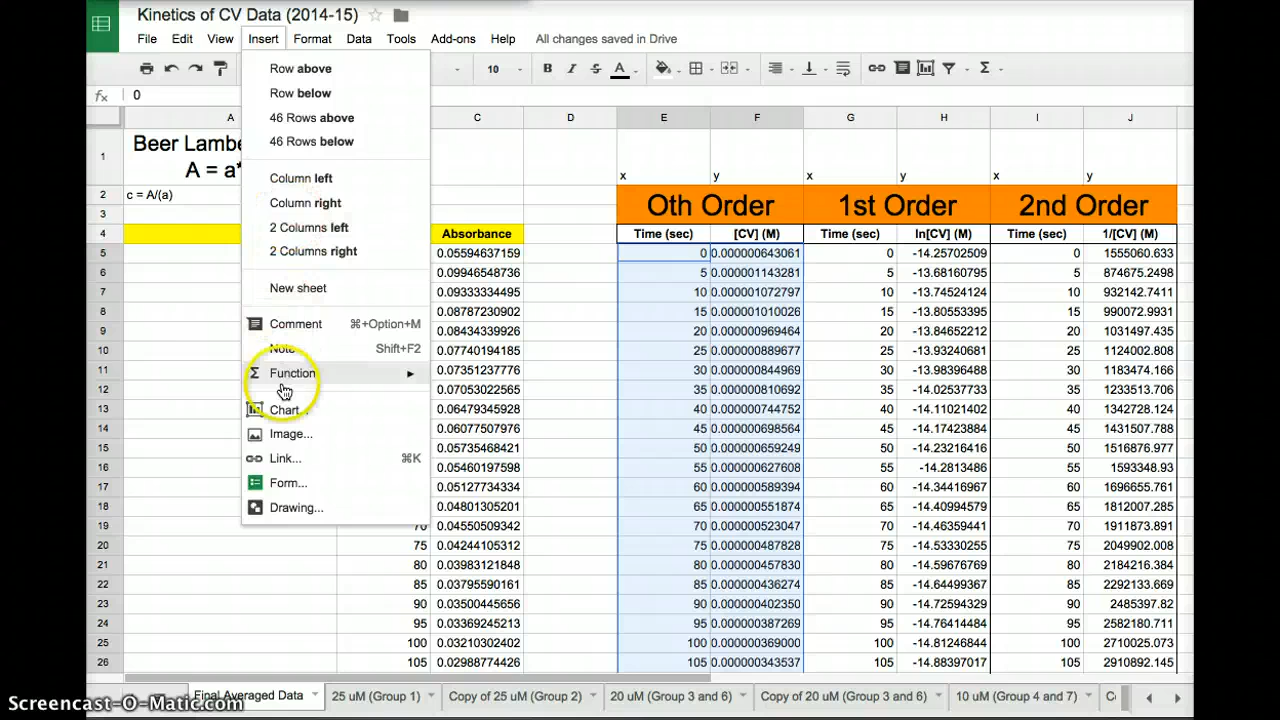 Kinetics of CV Data (2014-15)
File Edit View Insert Format Data Tools Add-ons Help All changes saved in Drive
10 B I S A Σ
fx 0
Row above
Row below
46 Rows above
46 Rows below
Column left
Column right
2 Columns left
2 Columns right
New sheet
Comment ⌘+Option+M
Note Shift+F2
Σ Function ►
Chart...
Image...
Link... ⌘K
Form...
Drawing...
A C D E F G H I J
1 Beer Lambe x y x y x y
A = a*
2 c = A/(a) Oth Order 1st Order 2nd Order
3
4 Absorbance Time (sec) [CV] (M) Time (sec) ln[CV] (M) Time (sec) 1/[CV] (M)
5 0.05594637159 0 0.000000643061 0 -14.25702509 0 1555060.633
6 0.09946548736 5 0.000001143281 5 -13.68160795 5 874675.2498
7 0.09333334495 10 0.000001072797 10 -13.74524314 10 932142.7411
8 0.08787230902 15 0.000001010026 15 -13.80553395 15 990072.9931
9 0.08434339926 20 0.000000969464 20 -13.84652212 20 1031497.435
10 0.07740194185 25 0.000000889677 25 -13.93240681 25 1124002.808
11 0.07351237776 30 0.000000844969 30 -13.98396488 30 1183474.166
12 0.07053022565 35 0.000000810692 35 -14.02537733 35 1233513.706
13 0.06479345928 40 0.000000744752 40 -14.11021402 40 1342728.124
14 0.06077507976 45 0.000000698564 45 -14.17423884 45 1431507.788
15 0.05735468421 50 0.000000659249 50 -14.23216415 50 1516876.977
16 0.05460197598 55 0.000000627608 55 -14.2813486 55 1593348.93
17 0.05127734334 60 0.000000589394 60 -14.34416967 60 1696655.761
18 0.04801301206 65 0.000000551874 65 -14.40994579 65 1812007.285
19 70 0.04550509342 70 0.000000523047 70 -14.46359441 70 1911873.891
20 75 0.04244105312 75 0.000000487828 75 -14.53330255 75 2049902.008
21 80 0.03983121848 80 0.000000457830 80 -14.59676769 80 2184216.384
22 85 0.03795590161 85 0.000000436274 85 -14.64499857 85 2292133.669
23 90 0.03500445656 90 0.000000402350 90 -14.72594329 90 2485397.82
24 95 0.03369245213 95 0.000000387269 95 -14.76414484 95 2582180.711
25 100 0.03210302402 100 0.000000369000 100 -14.81246844 100 2710025.073
26 105 0.02988774426 105 0.000000343537 105 -14.88397017 105 2910892.145
Final Averaged Data 25 uM (Group 1) Copy of 25 uM (Group 2) 20 uM (Group 3 and 6) Copy of 20 uM (Group 3 and 6) 10 uM (Group 4 and 7)
Screencast-O-Matic.com